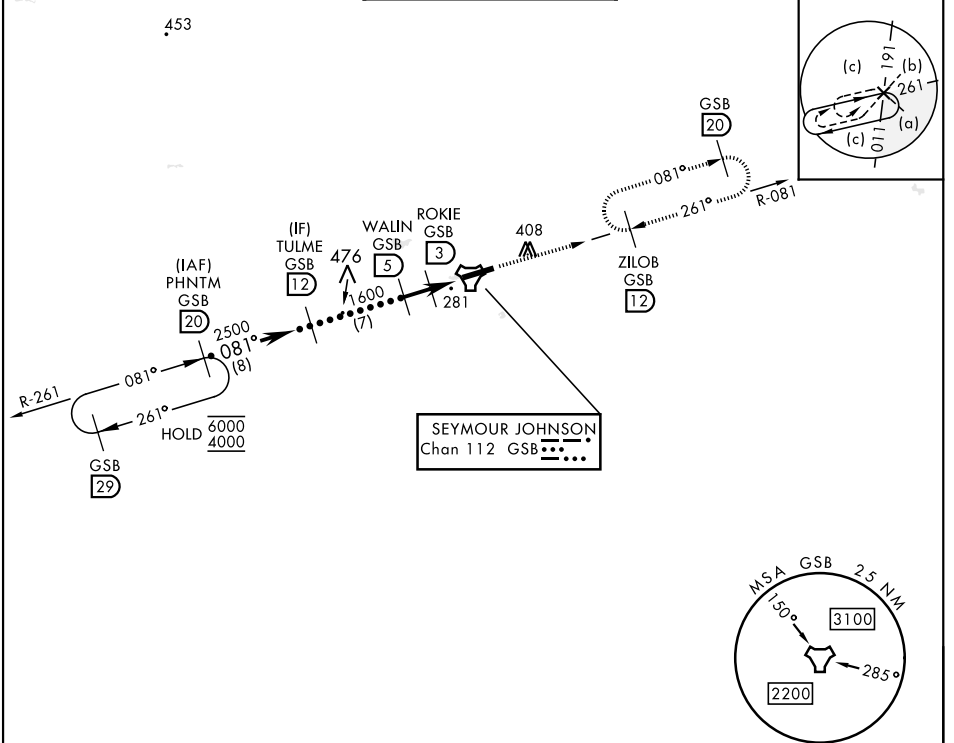 453
(c)
191
(b)
261
(a)
(c)
011
GSB
20
081°
261°
R-081
ZILOB
GSB
12
408
ROKIE
GSB
3
WALIN
GSB
5
(IF)
TULME
GSB
12
476
1600
(7)
281
(IAF)
PHNTM
GSB
20
2500
081°
(8)
081°
R-261
261°
HOLD 6000
4000
GSB
29
SEYMOUR JOHNSON
Chan 112 GSB
MSA GSB 25 NM
150°
3100
285°
2200